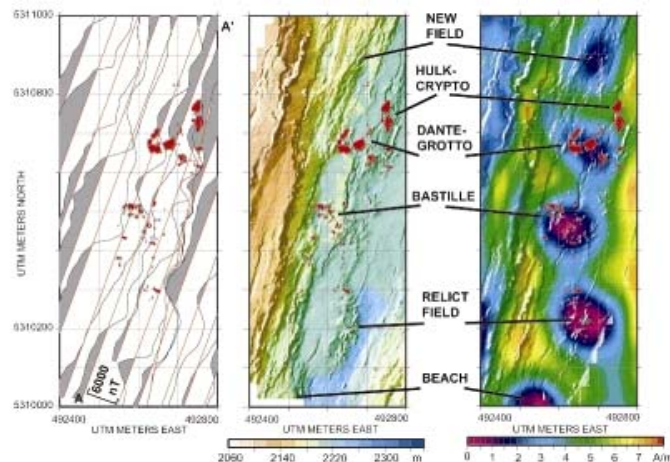 6311000
A'
NEW
FIELD
6310800
HULK-
CRYPTO
DANTE-
GROTTO
BASTILLE
UTM METERS NORTH
RELICT
FIELD
6310200
BEACH
6000
nT
A
6310000
492400 492800 492400 492800 492400 492800
UTM METERS EAST UTM METERS EAST UTM METERS EAST
2060 2140 2220 2300 m
0 1 2 3 4 5 6 7 A/m